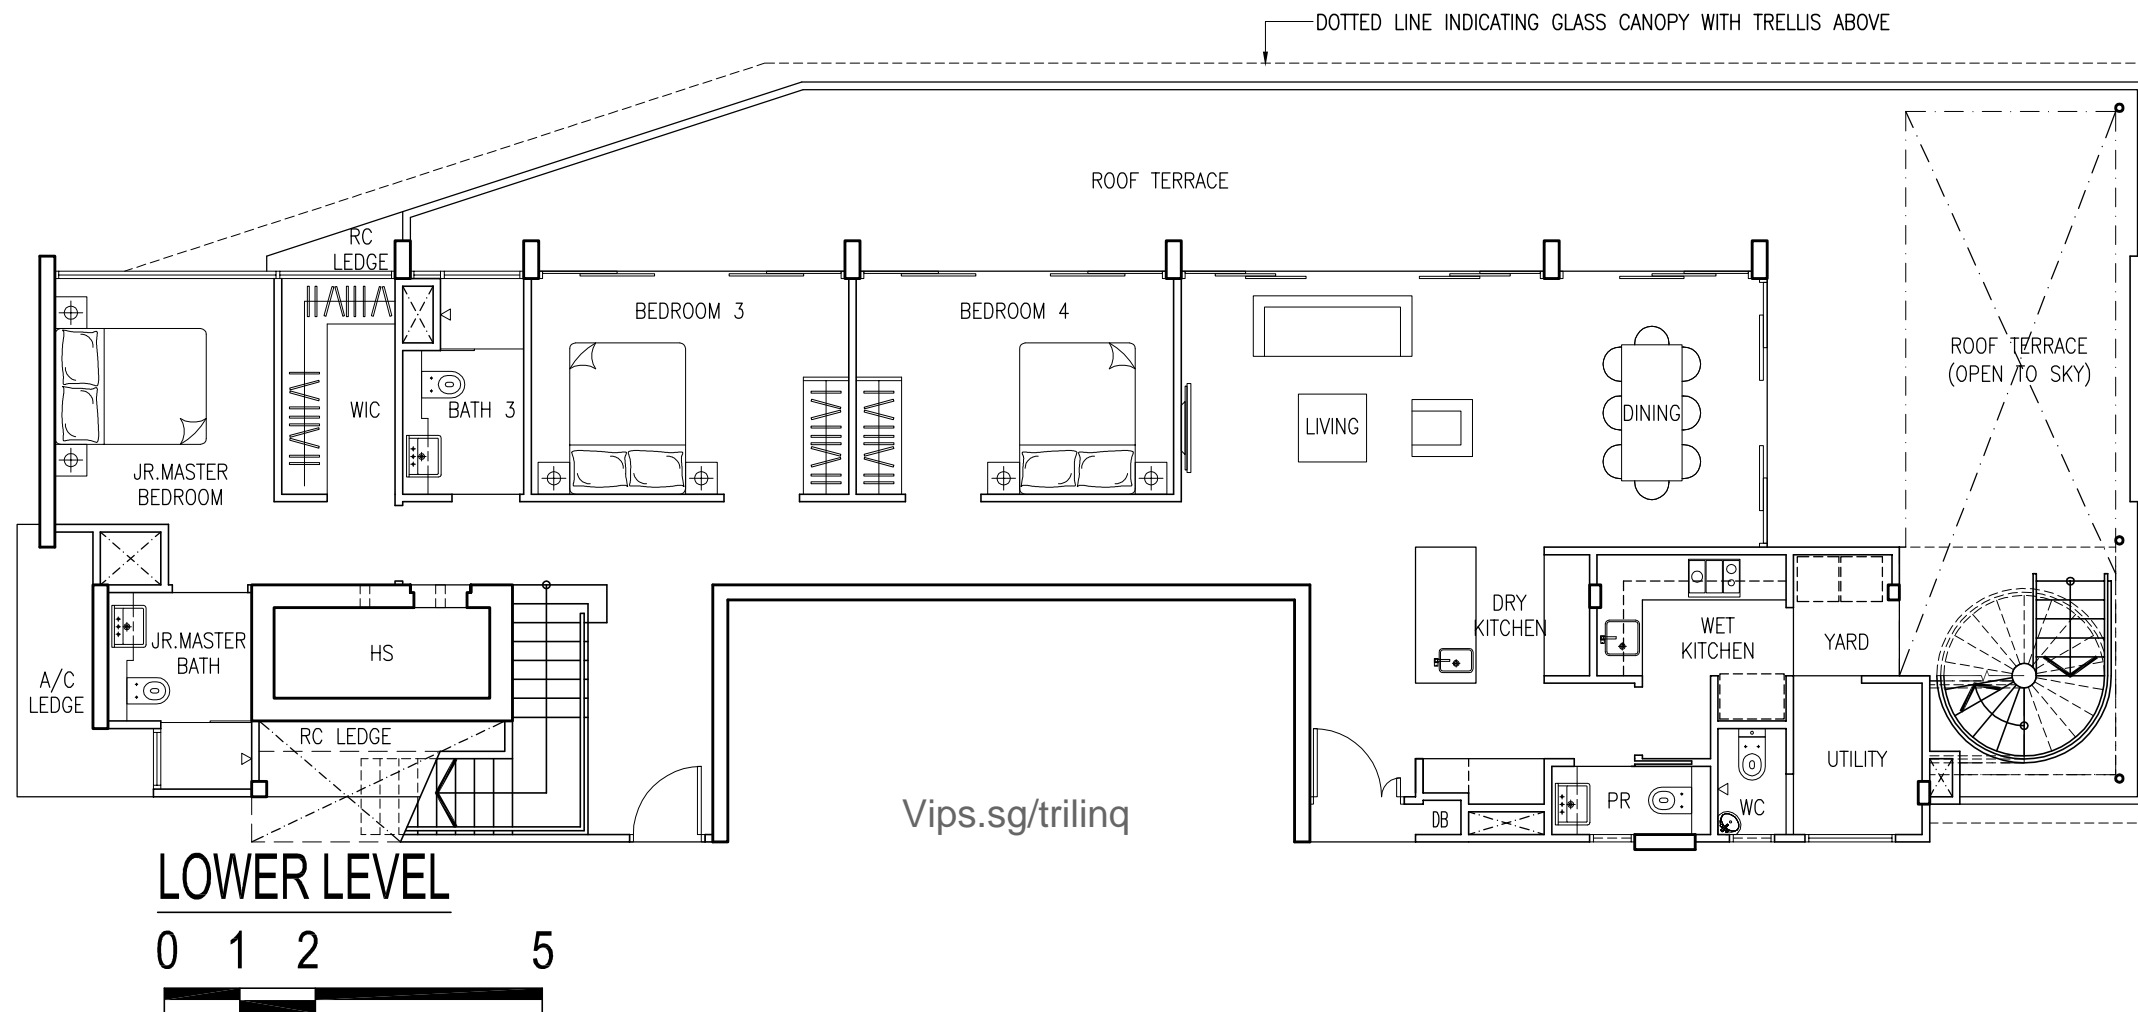 DOTTED LINE INDICATING GLASS CANOPY WITH TRELLIS ABOVE
ROOF TERRACE
RC
LEDGE
BEDROOM 3
BEDROOM 4
ROOF TERRACE
(OPEN TO SKY)
WIC
BATH 3
LIVING
DINING
JR.MASTER
BEDROOM
DRY
KITCHEN
WET
KITCHEN
YARD
JR.MASTER
BATH
HS
A/C
LEDGE
RC LEDGE
UTILITY
PR
WC
DB
Vips.sg/trilinq
LOWER LEVEL
0 1 2 5